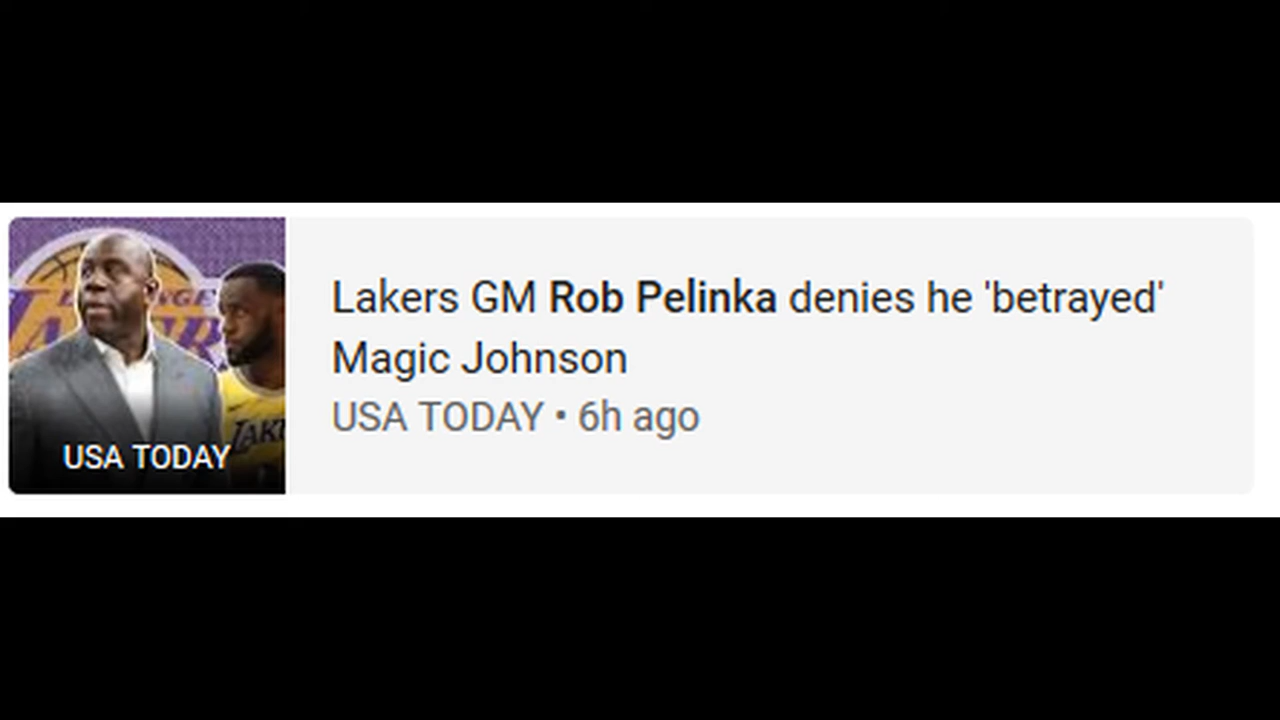 Lakers GM Rob Pelinka denies he 'betrayed'
Magic Johnson
USA TODAY • 6h ago
USA TODAY